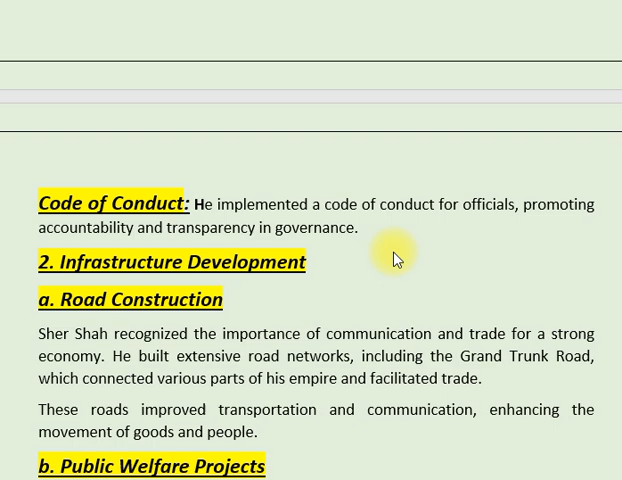 Code of Conduct: He implemented a code of conduct for officials, promoting
accountability and transparency in governance.
2. Infrastructure Development
a. Road Construction
Sher Shah recognized the importance of communication and trade for a strong
economy. He built extensive road networks, including the Grand Trunk Road,
which connected various parts of his empire and facilitated trade.
These roads improved transportation and communication, enhancing the
movement of goods and people.
b. Public Welfare Projects